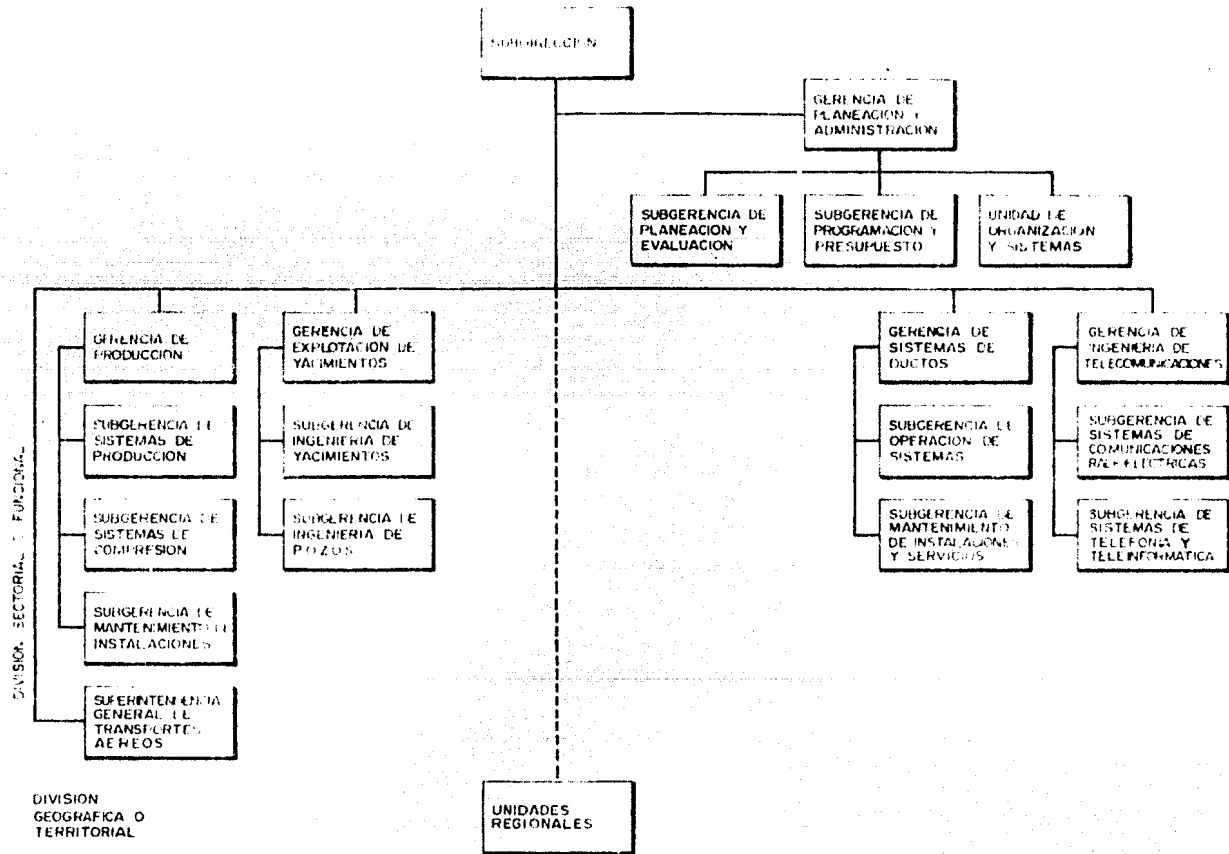 SUBDIRECCION
GERENCIA DE
PLANEACION Y
ADMINISTRACION
SUBGERENCIA DE
PLANEACION Y
EVALUACION
SUBGERENCIA DE
PROGRAMACION Y
PRESUPUESTO
UNIDAD DE
ORGANIZACION
Y SISTEMAS
GERENCIA DE
PRODUCCION
GERENCIA DE
EXPLOTACION DE
YACIMIENTOS
GERENCIA DE
SISTEMAS DE
DUCTOS
GERENCIA DE
INGENIERIA DE
TELECOMUNICACIONES
SUBGERENCIA DE
SISTEMAS DE
PRODUCCION
SUBGERENCIA DE
INGENIERIA DE
YACIMIENTOS
SUBGERENCIA DE
OPERACION DE
SISTEMAS
SUBGERENCIA DE
SISTEMAS DE
COMUNICACIONES
SUBGERENCIA DE
SISTEMAS DE
COMPRESION
SUBGERENCIA DE
INGENIERIA DE
POZOS
SUBGERENCIA DE
MANTENIMIENTO
DE INSTALACIONES
Y SERVICIOS
SUBGERENCIA DE
SISTEMAS DE
TELEFONIA Y
TELEINFORMATICA
SUBGERENCIA DE
MANTENIMIENTO DE
INSTALACIONES
SUPERINTENDENCIA
GENERAL DE
TRANSPORTES
AEREOS
DIVISION SECTORIAL Y FUNCIONAL
DIVISION
GEOGRAFICA O
TERRITORIAL
UNIDADES
REGIONALES